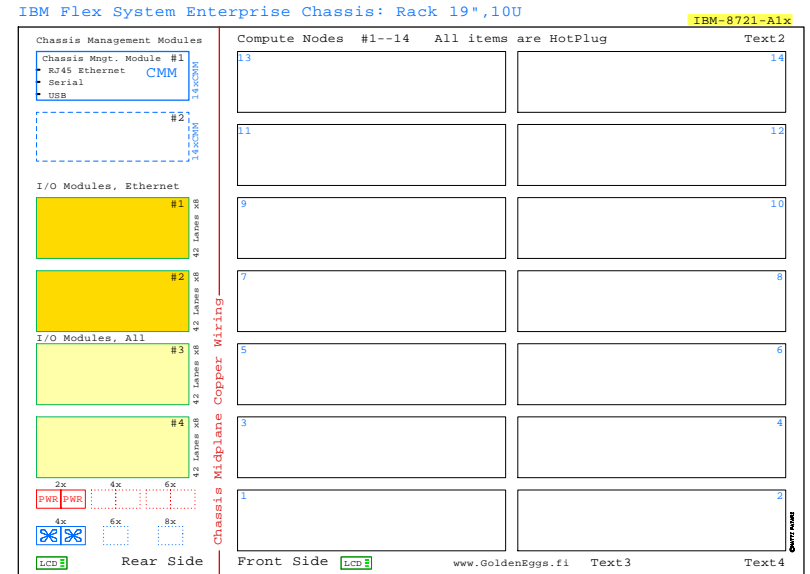 IBM Flex System Enterprise Chassis: Rack 19",10U
IBM-8721-A1x
Chassis Management Modules
Compute Nodes #1--14 All items are HotPlug
Text2
Chassis Mngt. Module #1
RJ45 Ethernet
CMM
Serial
USB
14xCMM
#2
14xCMM
I/O Modules, Ethernet
#1
42 Lanes x8
#2
42 Lanes x8
I/O Modules, All
#3
42 Lanes x8
#4
42 Lanes x8
2x 4x 6x
PWR PWR
4x 6x 8x
LCD
Rear Side
Chassis Midplane Copper Wiring
13
14
11
12
9
10
7
8
5
6
3
4
1
2
Front Side
LCD
www.GoldenEggs.fi
Text3
Text4